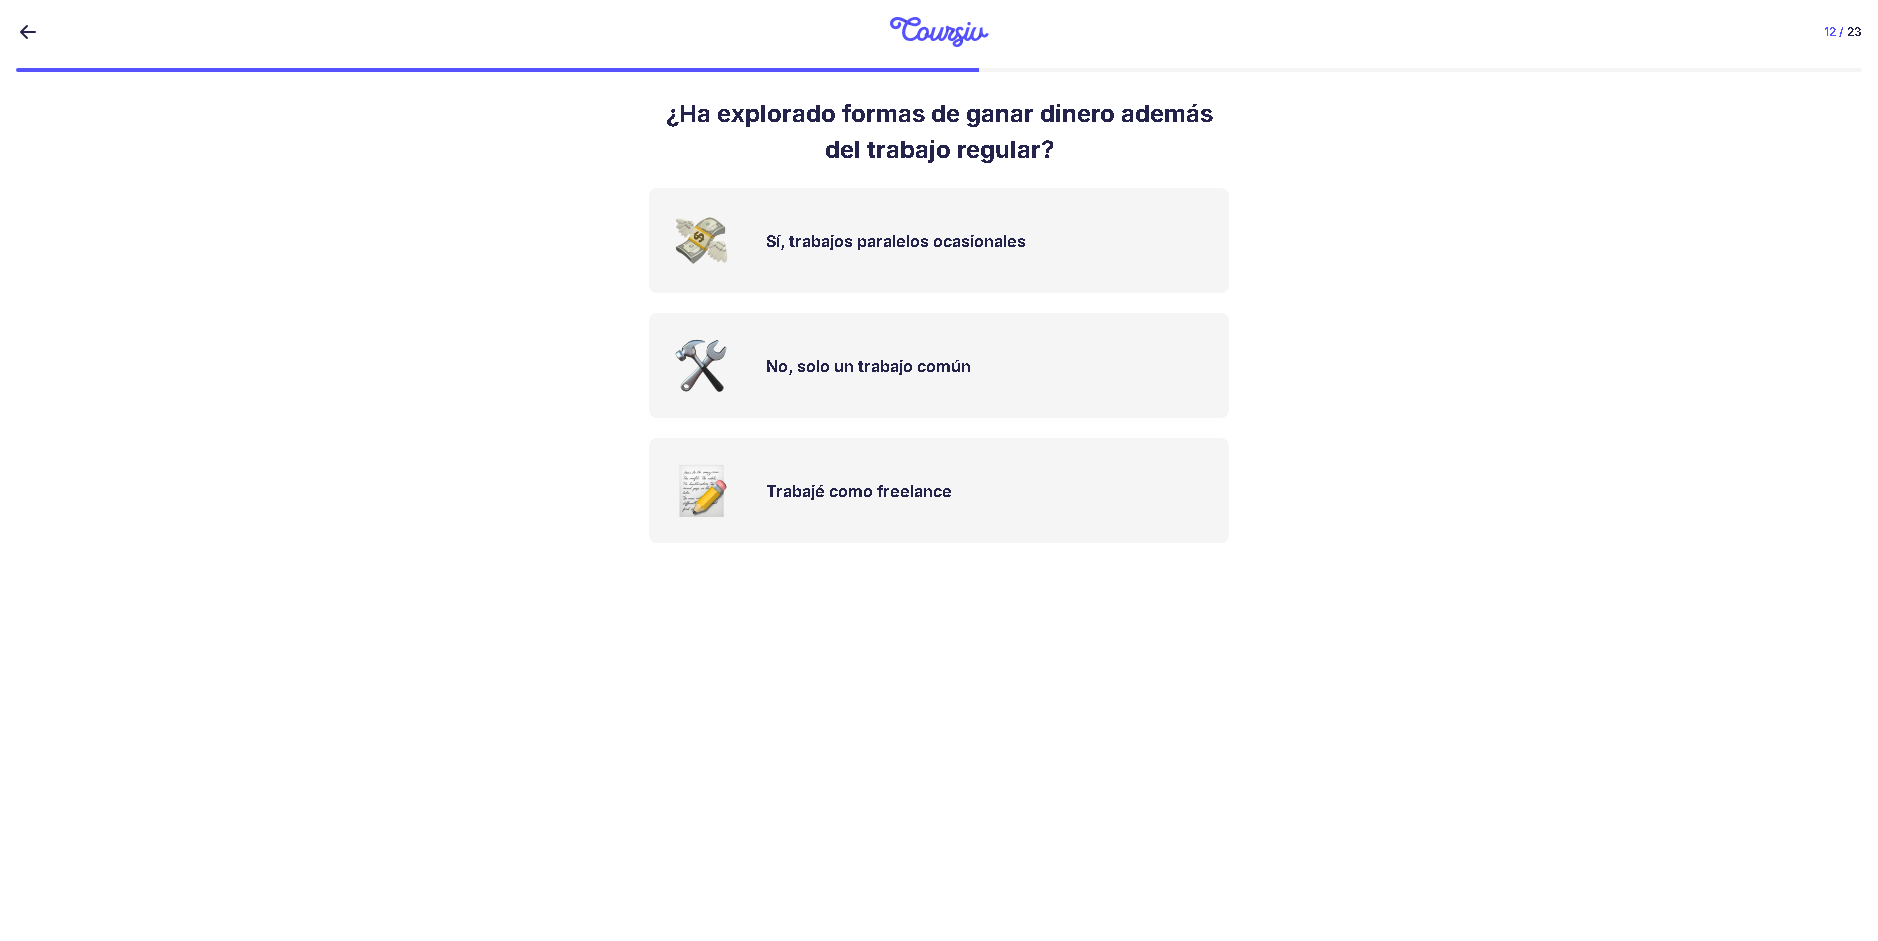 Coursiv
12 / 23
¿Ha explorado formas de ganar dinero además
del trabajo regular?
Sí, trabajos paralelos ocasionales
No, solo un trabajo común
Trabajé como freelance